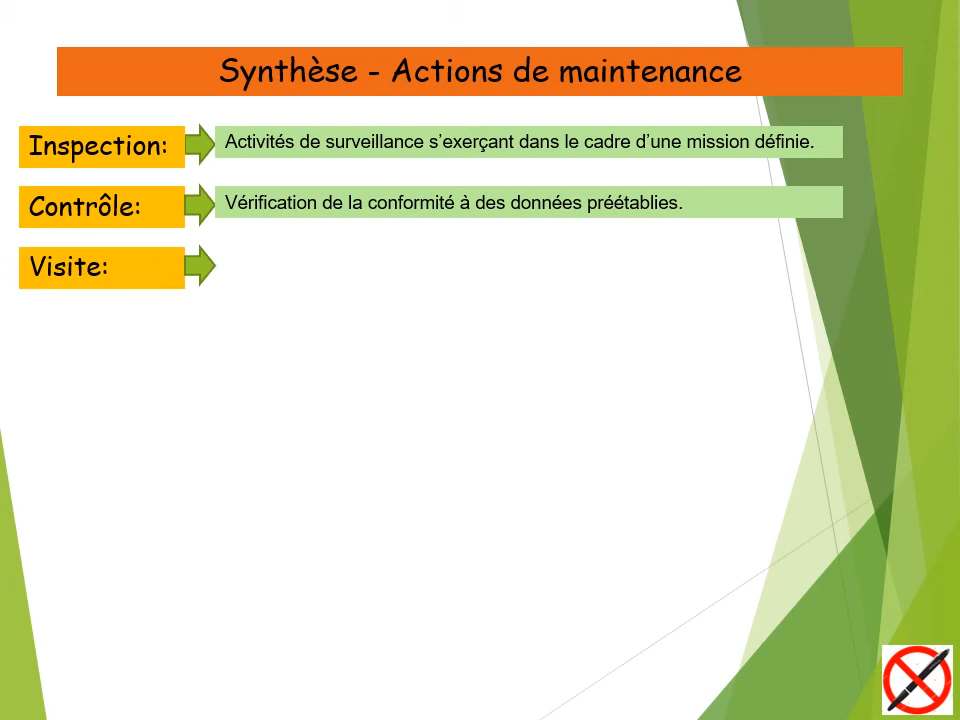 Synthèse - Actions de maintenance
Inspection:
Activités de surveillance s’exerçant dans le cadre d’une mission définie.
Contrôle:
Vérification de la conformité à des données préétablies.
Visite: